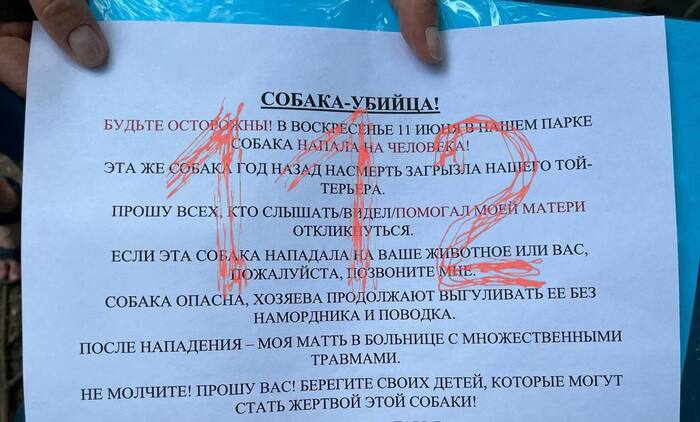 СОБАКА-УБИЙЦА!
БУДЬТЕ ОСТОРОЖНЫ! В ВОСКРЕСЕНЬЕ 11 ИЮНЯ В НАШЕМ ПАРКЕ
СОБАКА НАПАЛА НА ЧЕЛОВЕКА!
ЭТА ЖЕ СОБАКА ГОД НАЗАД НАСМЕРТЬ ЗАГРЫЗЛА НАШЕГО ТОЙ-
ТЕРЬЕРА.
ПРОШУ ВСЕХ, КТО СЛЫШАТЬ/ВИДЕЛ/ПОМОГАЛ МОЕЙ МАТЕРИ
ОТКЛИКНУТЬСЯ.
ЕСЛИ ЭТА СОБАКА НАПАДАЛА НА ВАШЕ ЖИВОТНОЕ ИЛИ ВАС,
ПОЖАЛУЙСТА, ПОЗВОНИТЕ МНЕ.
СОБАКА ОПАСНА, ХОЗЯЕВА ПРОДОЛЖАЮТ ВЫГУЛИВАТЬ ЕЕ БЕЗ
НАМОРДНИКА И ПОВОДКА.
ПОСЛЕ НАПАДЕНИЯ – МОЯ МАТТЬ В БОЛЬНИЦЕ С МНОЖЕСТВЕННЫМИ
ТРАВМАМИ.
НЕ МОЛЧИТЕ! ПРОШУ ВАС! БЕРЕГИТЕ СВОИХ ДЕТЕЙ, КОТОРЫЕ МОГУТ
СТАТЬ ЖЕРТВОЙ ЭТОЙ СОБАКИ!
112